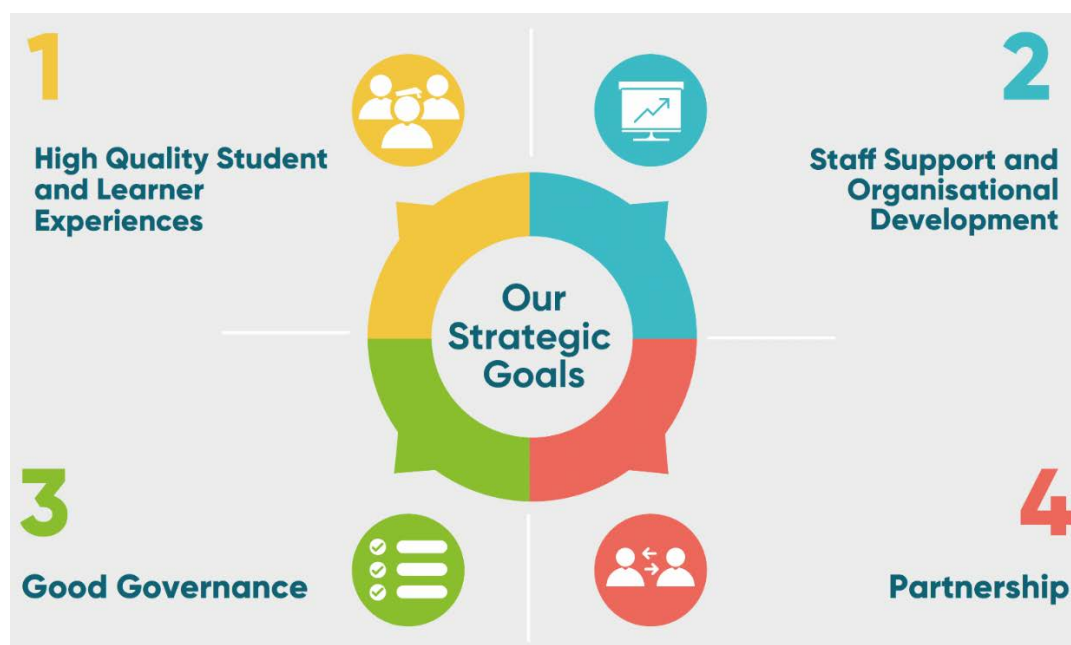 1
High Quality Student
and Learner
Experiences
2
Staff Support and
Organisational
Development
Our
Strategic
Goals
3
Good Governance
4
Partnership